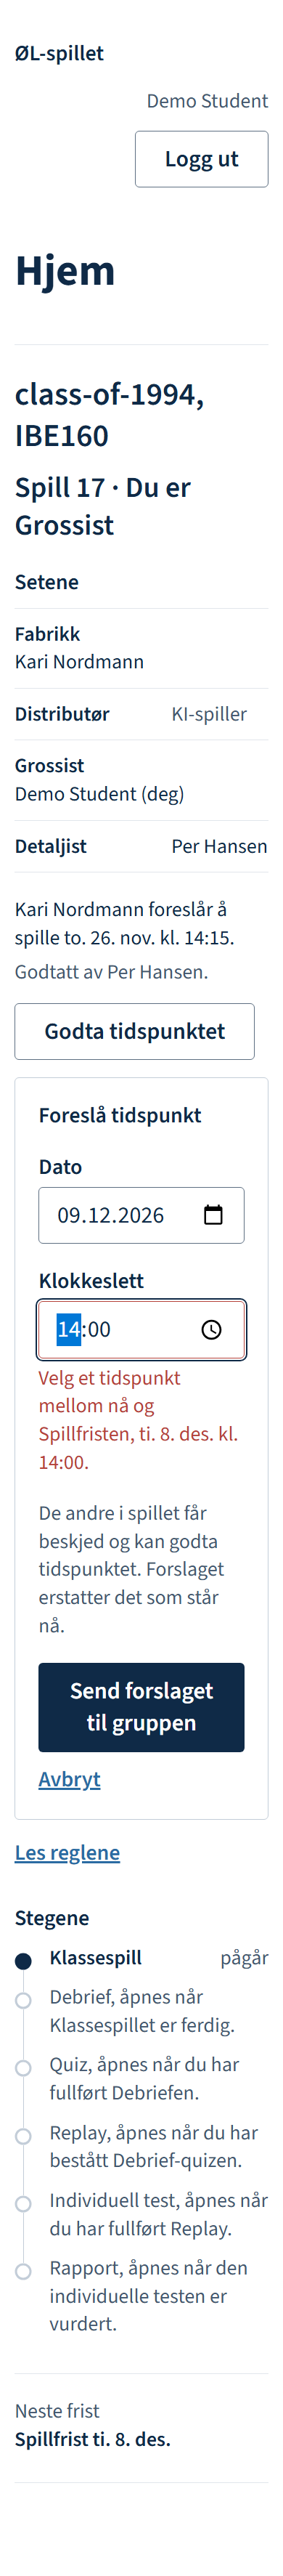 ØL-spillet
Demo Student
Logg ut
Hjem
class-of-1994,
IBE160
Spill 17 · Du er
Grossist
Setene
Fabrikk
Kari Nordmann
Distributør KI-spiller
Grossist
Demo Student (deg)
Detaljist Per Hansen
Kari Nordmann foreslår å
spille to. 26. nov. kl. 14:15.
Godtatt av Per Hansen.
Godta tidspunktet
Foreslå tidspunkt
Dato
09.12.2026
Klokkeslett
14:00
Velg et tidspunkt
mellom nå og
Spillfristen, ti. 8. des. kl.
14:00.
De andre i spillet får
beskjed og kan godta
tidspunktet. Forslaget
erstatter det som står
nå.
Send forslaget
til gruppen
Avbryt
Les reglene
Stegene
Klassespill pågår
Debrief, åpnes når
Klassespillet er ferdig.
Quiz, åpnes når du har
fullført Debriefen.
Replay, åpnes når du har
bestått Debrief-quizen.
Individuell test, åpnes når
du har fullført Replay.
Rapport, åpnes når den
individuelle testen er
vurdert.
Neste frist
Spillfrist ti. 8. des.